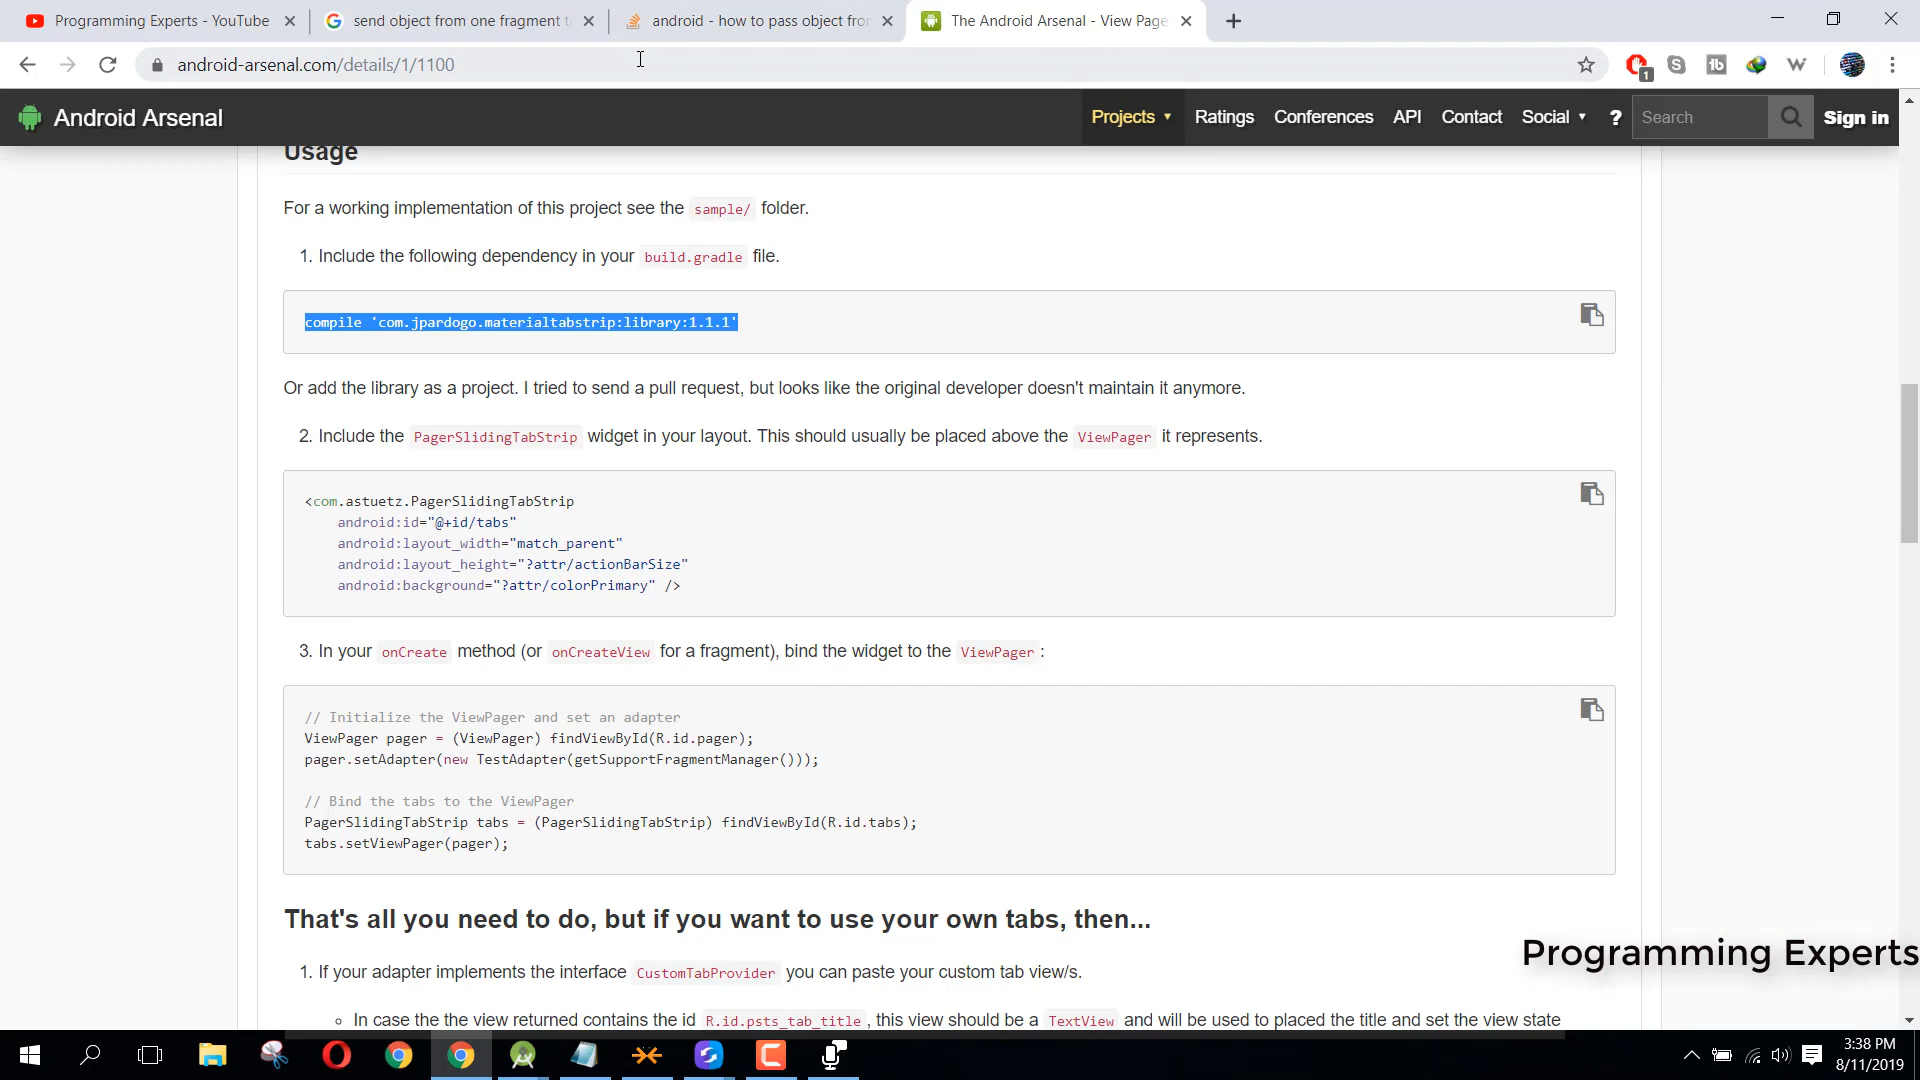 Programming Experts - YouTube
send object from one fragment t
android - how to pass object fro
The Android Arsenal - View Page
android-arsenal.com/details/1/1100
1
Android Arsenal
Projects ▾
Ratings
Conferences
API
Contact
Social ▾
?
Search
Sign in
Usage
For a working implementation of this project see the sample/ folder.
1. Include the following dependency in your build.gradle file.
compile 'com.jpardogo.materialtabstrip:library:1.1.1'
Or add the library as a project. I tried to send a pull request, but looks like the original developer doesn't maintain it anymore.
2. Include the PagerSlidingTabStrip widget in your layout. This should usually be placed above the ViewPager it represents.
<com.astuetz.PagerSlidingTabStrip
android:id="@+id/tabs"
android:layout_width="match_parent"
android:layout_height="?attr/actionBarSize"
android:background="?attr/colorPrimary" />
3. In your onCreate method (or onCreateView for a fragment), bind the widget to the ViewPager :
// Initialize the ViewPager and set an adapter
ViewPager pager = (ViewPager) findViewById(R.id.pager);
pager.setAdapter(new TestAdapter(getSupportFragmentManager()));
// Bind the tabs to the ViewPager
PagerSlidingTabStrip tabs = (PagerSlidingTabStrip) findViewById(R.id.tabs);
tabs.setViewPager(pager);
That's all you need to do, but if you want to use your own tabs, then...
Programming Experts
1. If your adapter implements the interface CustomTabProvider you can paste your custom tab view/s.
In case the the view returned contains the id R.id.psts_tab_title , this view should be a TextView and will be used to placed the title and set the view state
3:38 PM
8/11/2019